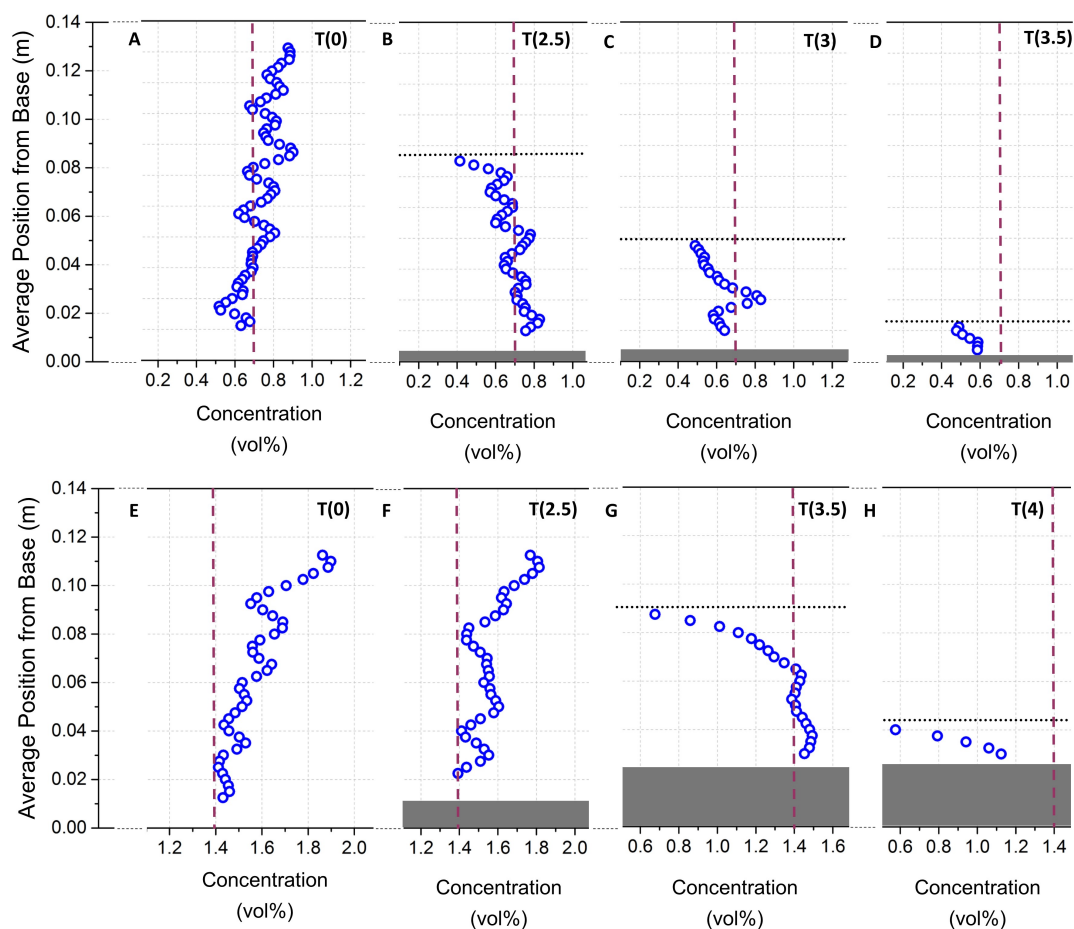 0.14
A
T(0)
B
T(2.5)
C
T(3)
D
T(3.5)
0.12
0.10
0.08
0.06
0.04
0.02
0.00
Average Position from Base (m)
0.2 0.4 0.6 0.8 1.0 1.2
0.2 0.4 0.6 0.8 1.0
0.2 0.4 0.6 0.8 1.0 1.2
0.2 0.4 0.6 0.8 1.0
Concentration
(vol%)
Concentration
(vol%)
Concentration
(vol%)
Concentration
(vol%)
0.14
E
T(0)
F
T(2.5)
G
T(3.5)
H
T(4)
0.12
0.10
0.08
0.06
0.04
0.02
0.00
Average Position from Base (m)
1.2 1.4 1.6 1.8 2.0
1.2 1.4 1.6 1.8 2.0
0.6 0.8 1.0 1.2 1.4 1.6
0.6 0.8 1.0 1.2 1.4
Concentration
(vol%)
Concentration
(vol%)
Concentration
(vol%)
Concentration
(vol%)